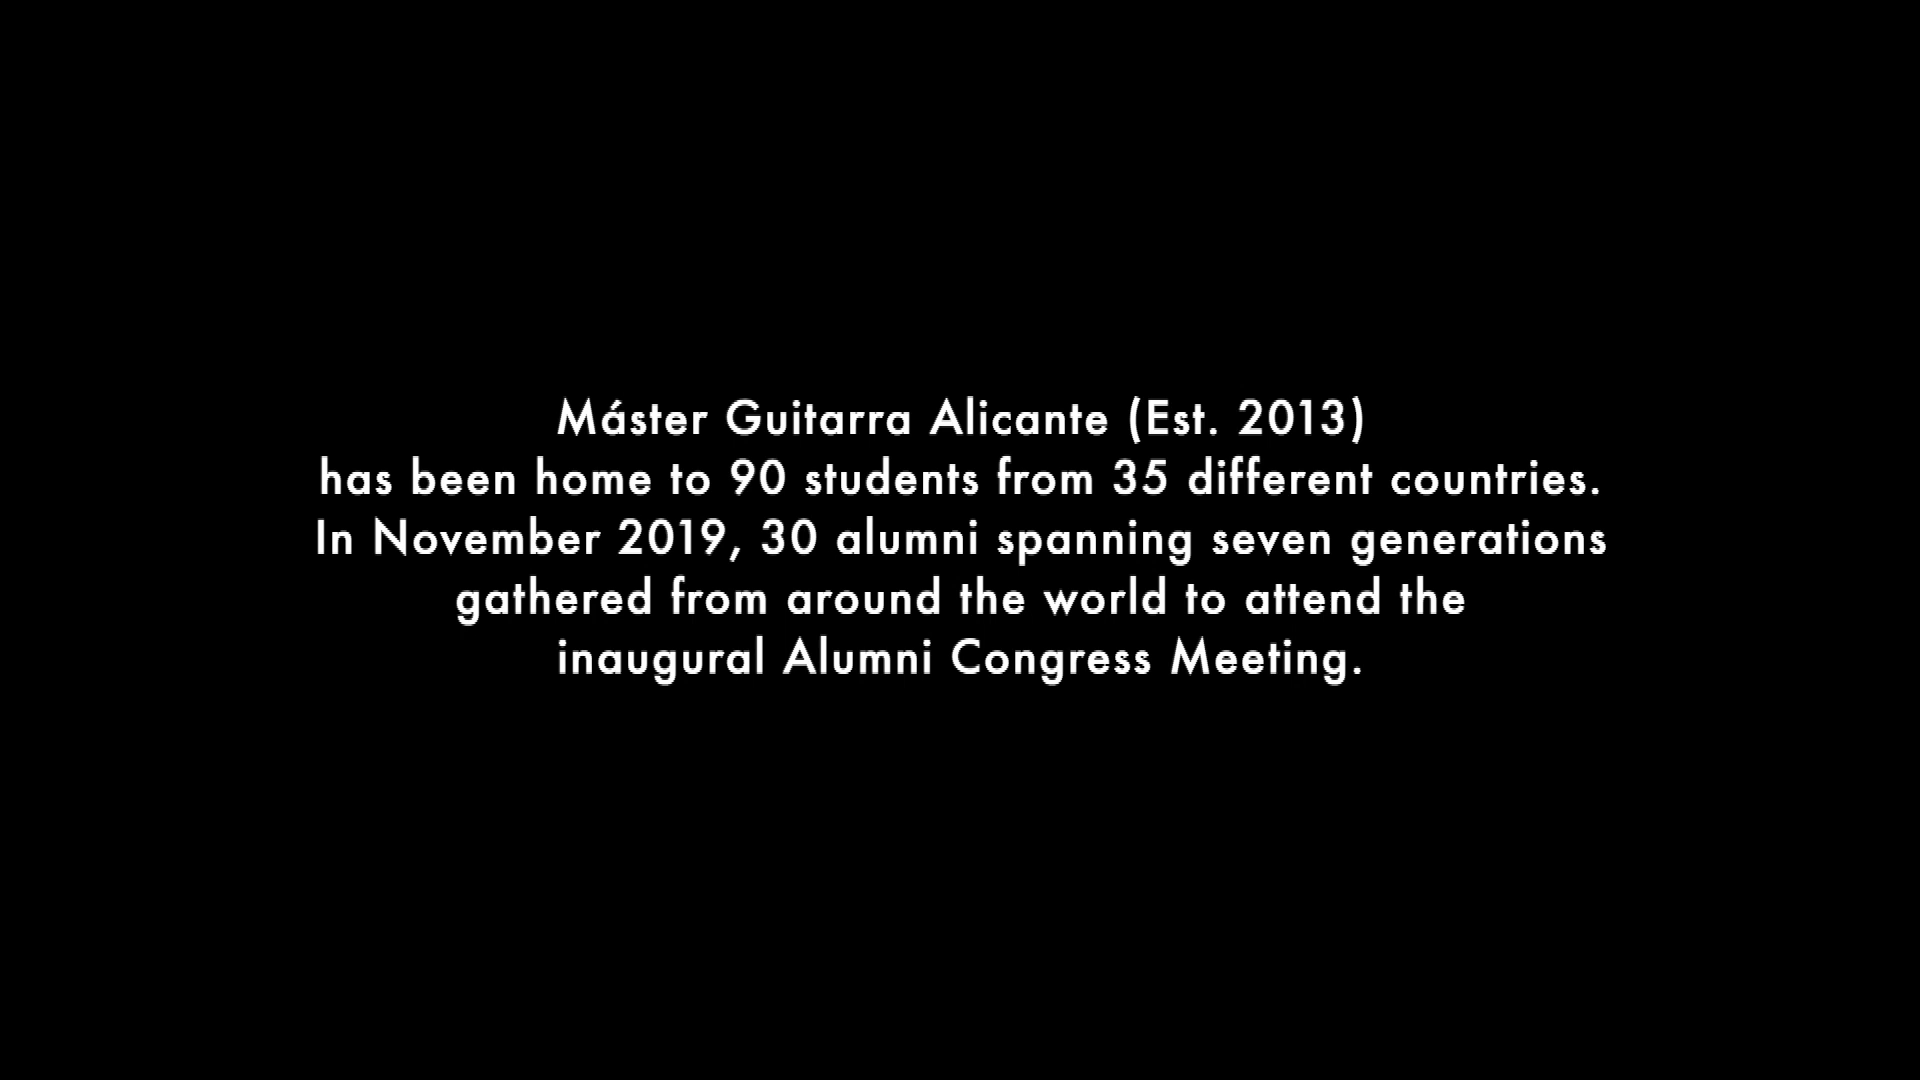 Máster Guitarra Alicante (Est. 2013)
has been home to 90 students from 35 different countries.
In November 2019, 30 alumni spanning seven generations
gathered from around the world to attend the
inaugural Alumni Congress Meeting.